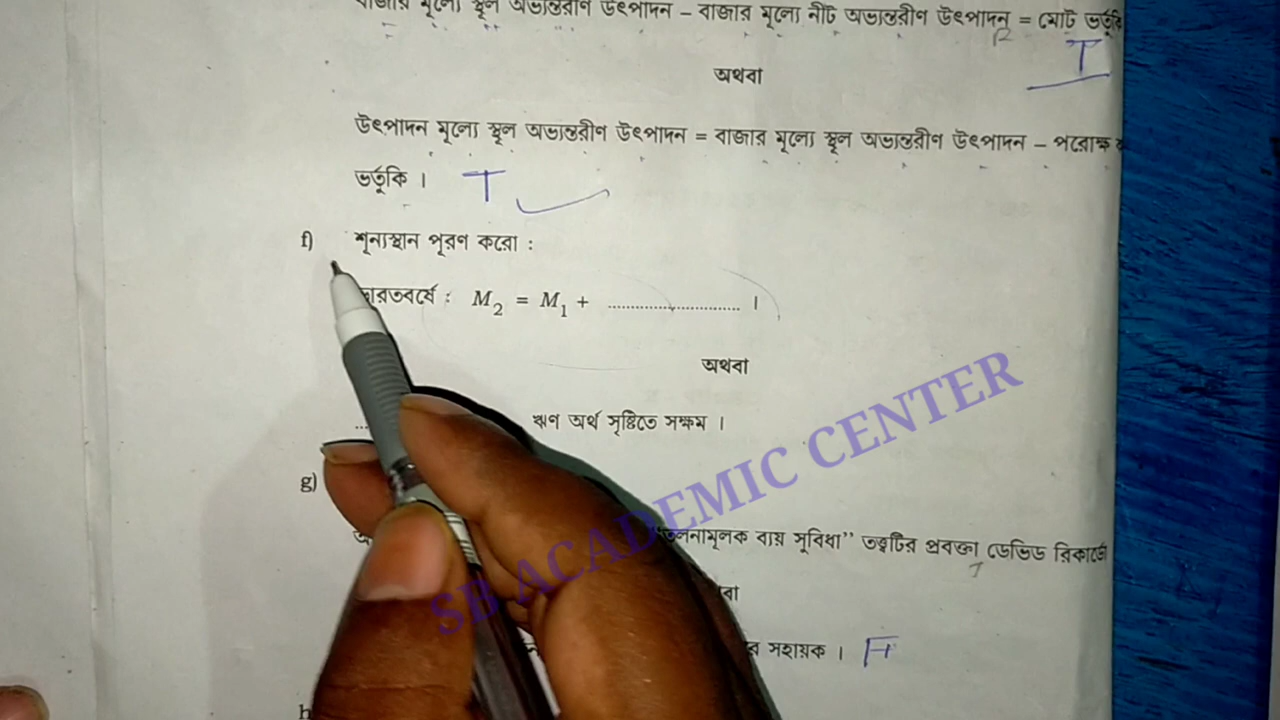 বাজার মূল্যে স্থূল অভ্যন্তরীণ উৎপাদন – বাজার মূল্যে নীট অভ্যন্তরীণ উৎপাদন = মোট ভর্তুকি
T
অথবা
উৎপাদন মূল্যে স্থূল অভ্যন্তরীণ উৎপাদন = বাজার মূল্যে স্থূল অভ্যন্তরীণ উৎপাদন – পরোক্ষ
ভর্তুকি । T
f) শূন্যস্থান পূরণ করো :
ভারতবর্ষে : M₂ = M₁ + .......................... ।
অথবা
ঋণ অর্থ সৃষ্টিতে সক্ষম ।
g)
তুলনামূলক ব্যয় সুবিধা” তত্ত্বটির প্রবক্তা ডেভিড রিকার্ডো
সহায়ক । F
SB ACADEMIC CENTER